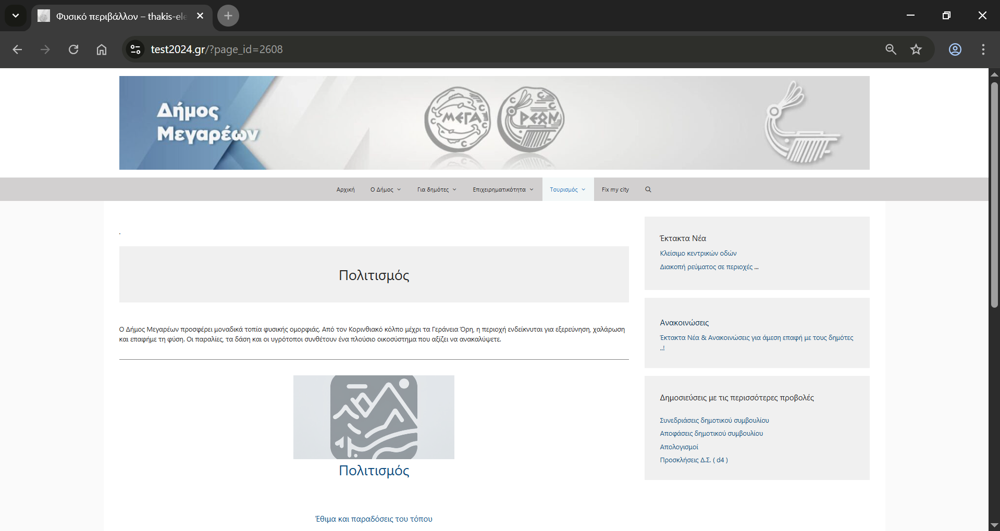 Φυσικό περιβάλλον – thakis-ele
test2024.gr/?page_id=2608
Δήμος
Μεγαρέων
ΜΕΓΑ
ΡΕΩΝ
Αρχική
Ο Δήμος
Για δημότες
Επιχειρηματικότητα
Τουρισμός
Fix my city
.
Πολιτισμός
Ο Δήμος Μεγαρέων προσφέρει μοναδικά τοπία φυσικής ομορφιάς. Από τον Κορινθιακό κόλπο μέχρι τα Γεράνεια Όρη, η περιοχή ενδείκνυται για εξερεύνηση, χαλάρωση
και επαφήμε τη φύση. Οι παραλίες, τα δάση και οι υγρότοποι συνθέτουν ένα πλούσιο οικοσύστημα που αξίζει να ανακαλύψετε.
Πολιτισμός
Έθιμα και παραδόσεις του τόπου
Έκτακτα Νέα
Κλείσιμο κεντρικών οδών
Διακοπή ρεύματος σε περιοχές ...
Ανακοινώσεις
Έκτακτα Νέα & Ανακοινώσεις για άμεση επαφή με τους δημότες
..!
Δημοσιεύσεις με τις περισσότερες προβολές
Συνεδριάσεις δημοτικού συμβουλίου
Αποφάσεις δημοτικού συμβουλίου
Απολογισμοί
Προσκλήσεις Δ.Σ. ( d4 )